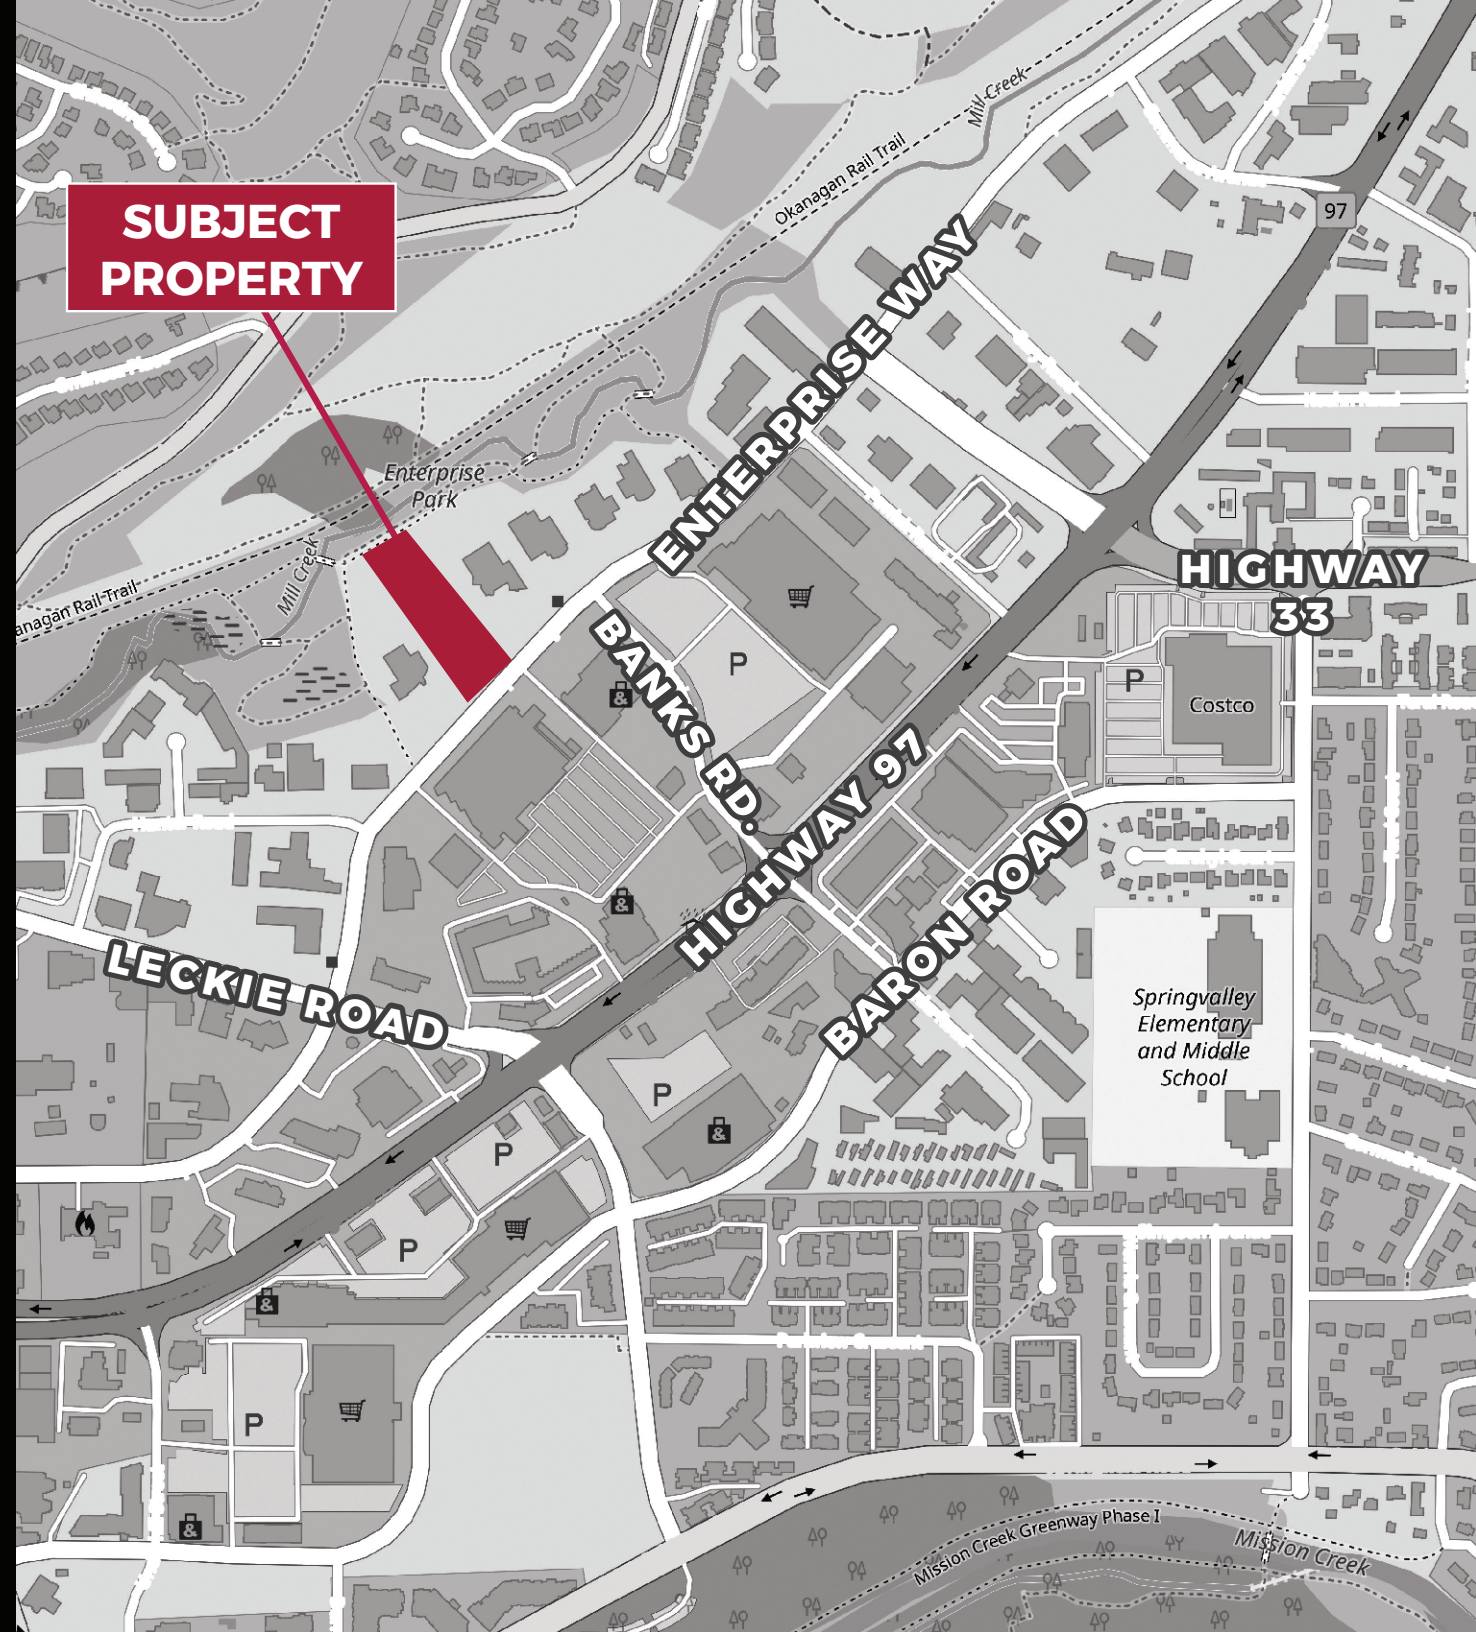 Mill Creek
Okanagan Rail Trail
SUBJECT
PROPERTY
97
ENTERPRISE WAY
Enterprise
Park
Mill Creek
anagan Rail Trail
HIGHWAY
33
BANKS RD.
P
P
Costco
HIGHWAY 97
BARON ROAD
LECKIE ROAD
Springvalley
Elementary
and Middle
School
P
P
P
P
&
&
&
&
&
Mission Creek Greenway Phase I
Mission Creek